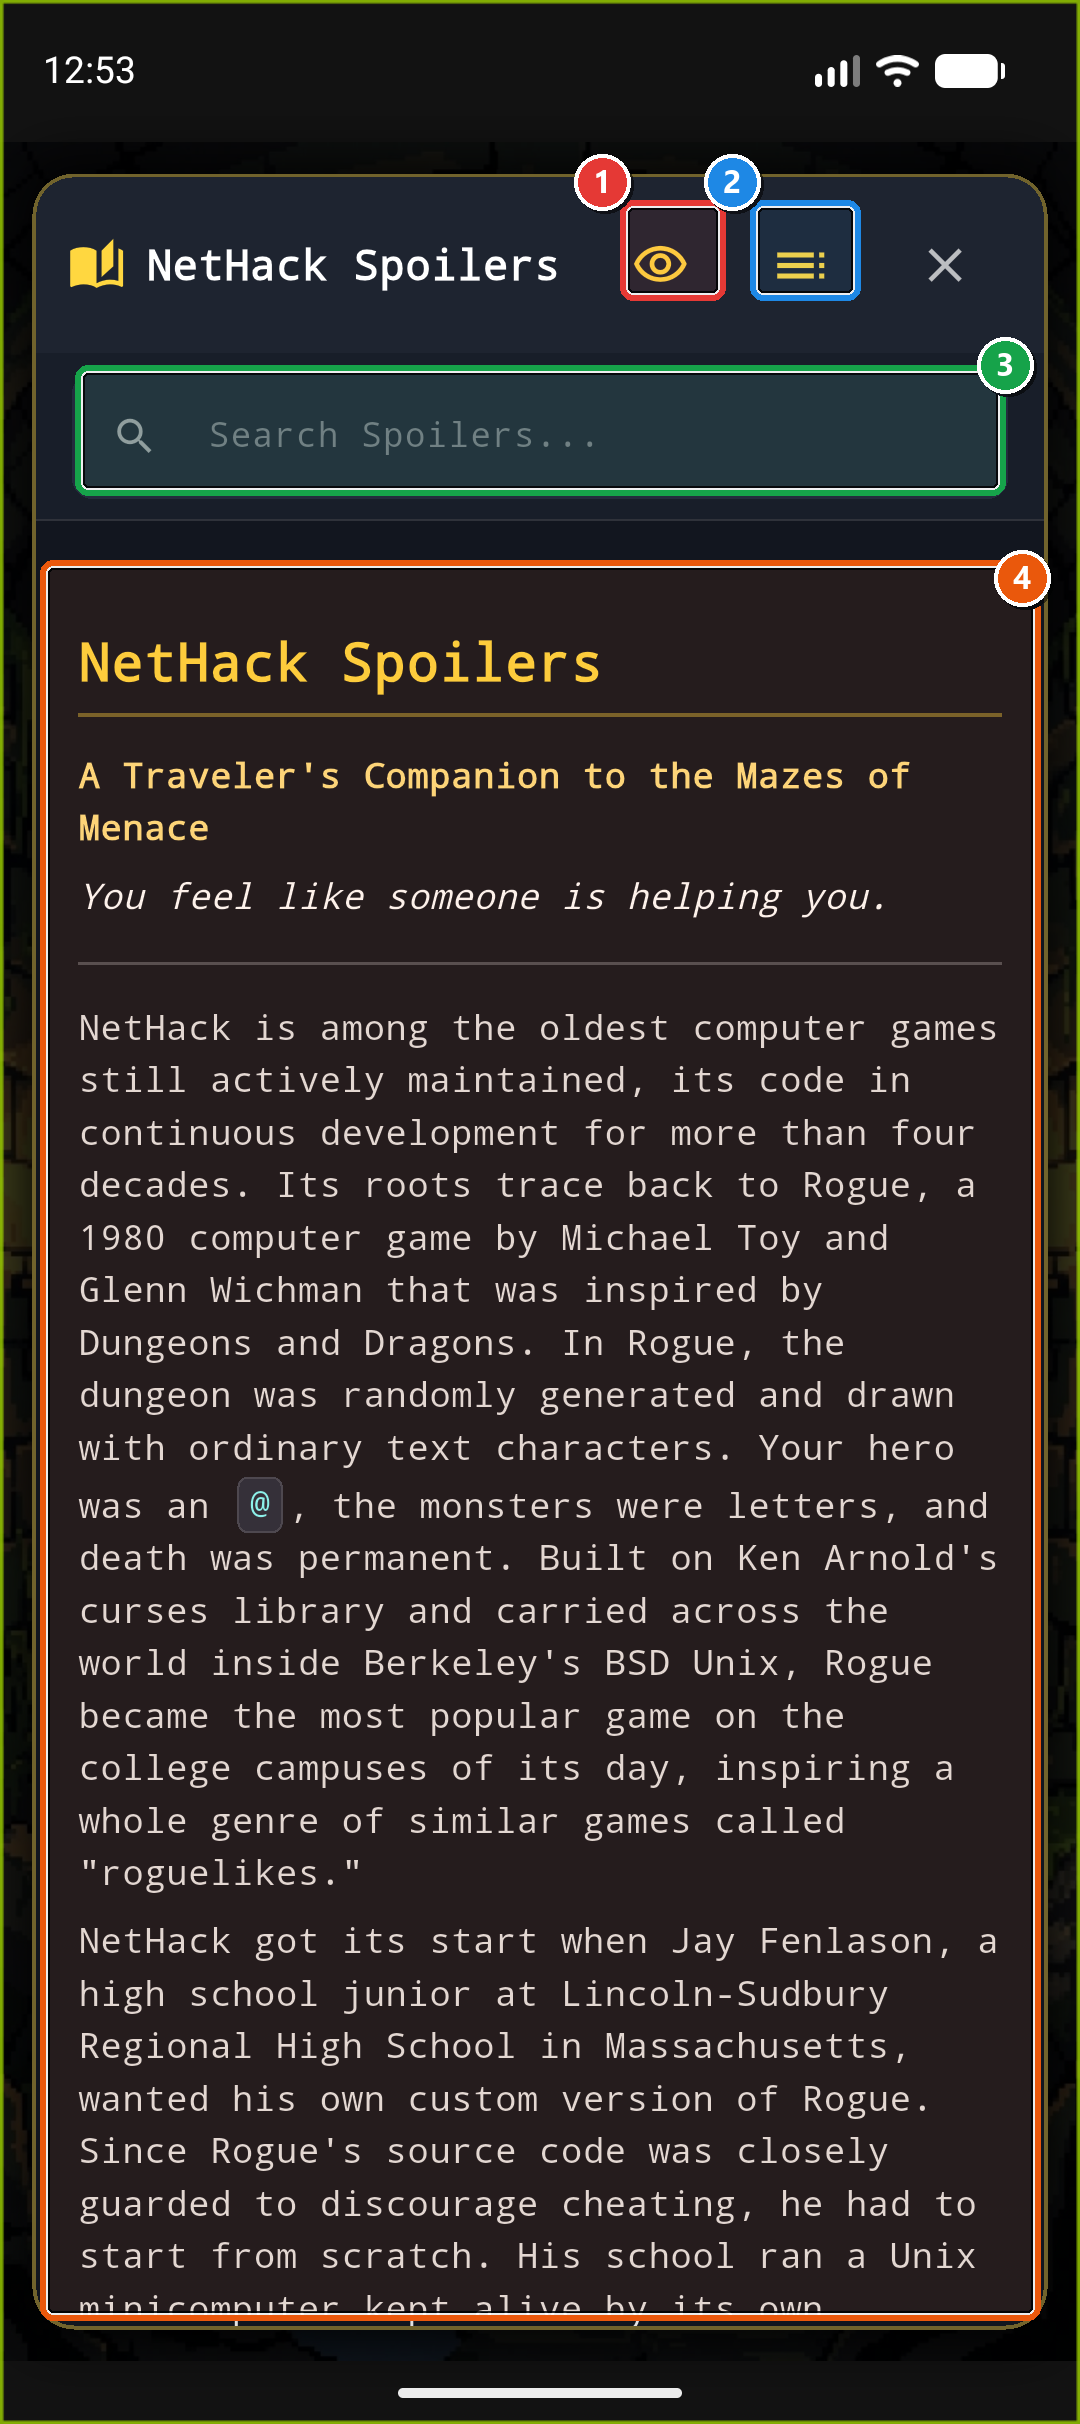 12:53
1
2
NetHack Spoilers
3
Search Spoilers...
4
NetHack Spoilers
A Traveler's Companion to the Mazes of
Menace
You feel like someone is helping you.
NetHack is among the oldest computer games
still actively maintained, its code in
continuous development for more than four
decades. Its roots trace back to Rogue, a
1980 computer game by Michael Toy and
Glenn Wichman that was inspired by
Dungeons and Dragons. In Rogue, the
dungeon was randomly generated and drawn
with ordinary text characters. Your hero
was an @, the monsters were letters, and
death was permanent. Built on Ken Arnold's
curses library and carried across the
world inside Berkeley's BSD Unix, Rogue
became the most popular game on the
college campuses of its day, inspiring a
whole genre of similar games called
"roguelikes."
NetHack got its start when Jay Fenlason, a
high school junior at Lincoln-Sudbury
Regional High School in Massachusetts,
wanted his own custom version of Rogue.
Since Rogue's source code was closely
guarded to discourage cheating, he had to
start from scratch. His school ran a Unix
minicomputer kept alive by its own